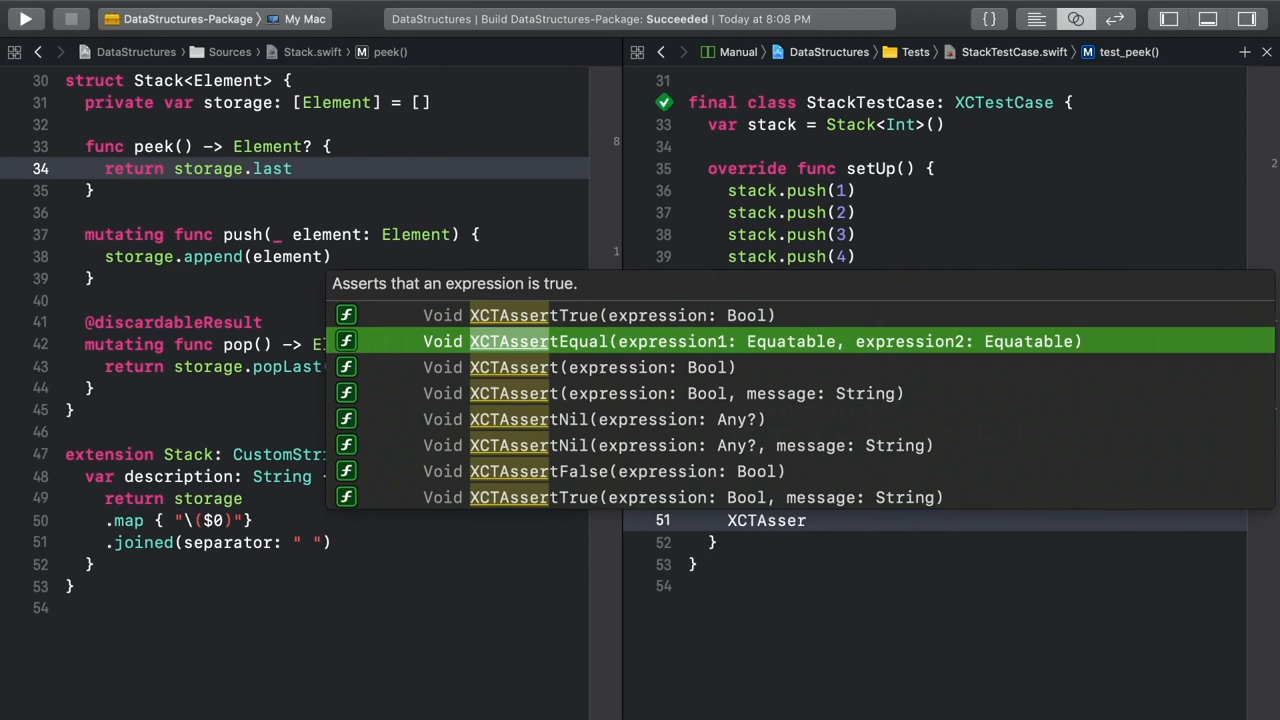 DataStructures-Package 〉 My Mac
DataStructures | Build DataStructures-Package: Succeeded | Today at 8:08 PM
{ }
DataStructures 〉 Sources 〉 Stack.swift 〉 M peek()
30 struct Stack<Element> {
31 private var storage: [Element] = []
32
33 func peek() -> Element? {
34 return storage.last
35 }
36
37 mutating func push(_ element: Element) {
38 storage.append(element)
39 }
40
41 @discardableResult
42 mutating func pop() -> E
43 return storage.popLast
44 }
45 }
46
47 extension Stack: CustomStri
48 var description: String
49 return storage
50 .map { "\($0)"}
51 .joined(separator: " ")
52 }
53 }
54
8
1
Manual 〉 DataStructures 〉 Tests 〉 StackTestCase.swift 〉 M test_peek()
31
final class StackTestCase: XCTestCase {
33 var stack = Stack<Int>()
34
35 override func setUp() {
36 stack.push(1)
37 stack.push(2)
38 stack.push(3)
39 stack.push(4)
2
Asserts that an expression is true.
f Void XCTAssertTrue(expression: Bool)
f Void XCTAssertEqual(expression1: Equatable, expression2: Equatable)
f Void XCTAssert(expression: Bool)
f Void XCTAssert(expression: Bool, message: String)
f Void XCTAssertNil(expression: Any?)
f Void XCTAssertNil(expression: Any?, message: String)
f Void XCTAssertFalse(expression: Bool)
f Void XCTAssertTrue(expression: Bool, message: String)
51 XCTAsser
52 }
53 }
54